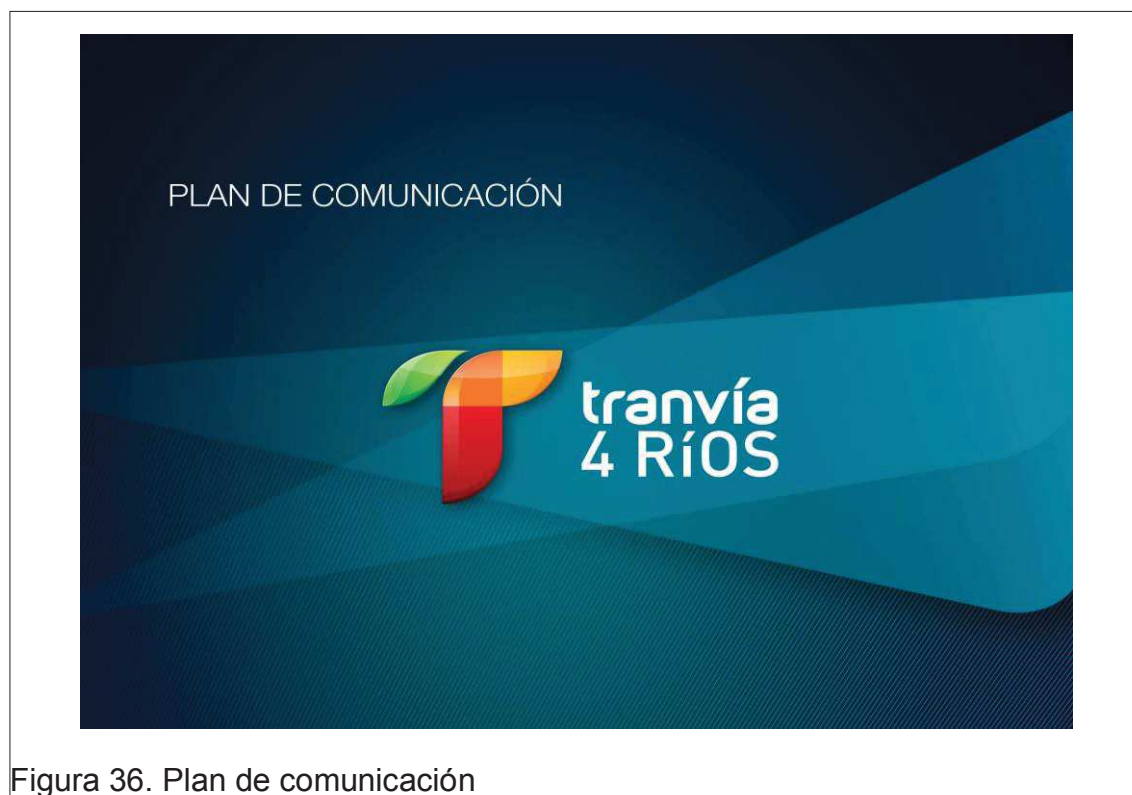 PLAN DE COMUNICACIÓN
tranvía
4 RíOS
Figura 36. Plan de comunicación